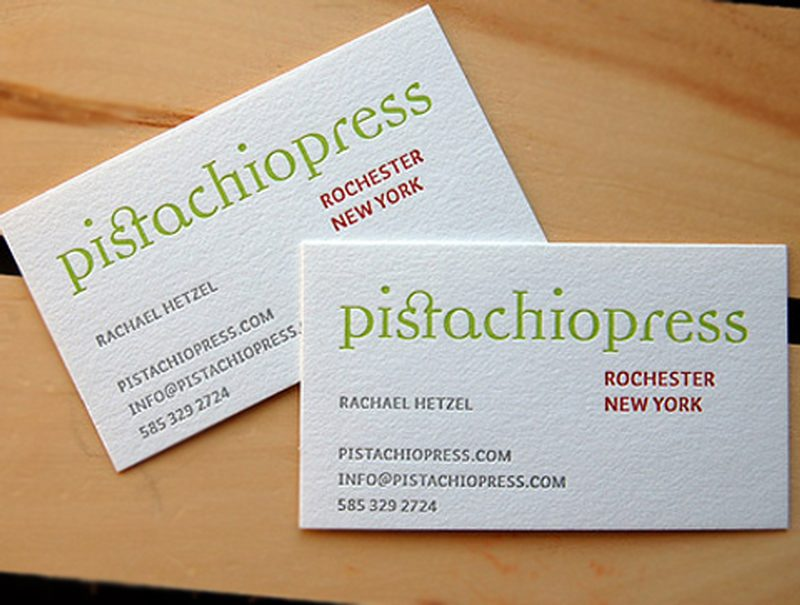 pistachiopress
ROCHESTER
NEW YORK
RACHAEL HETZEL
PISTACHIOPRESS.COM
INFO@PISTACHIOPRESS.
585 329 2724
pistachiopress
ROCHESTER
NEW YORK
RACHAEL HETZEL
PISTACHIOPRESS.COM
INFO@PISTACHIOPRESS.COM
585 329 2724